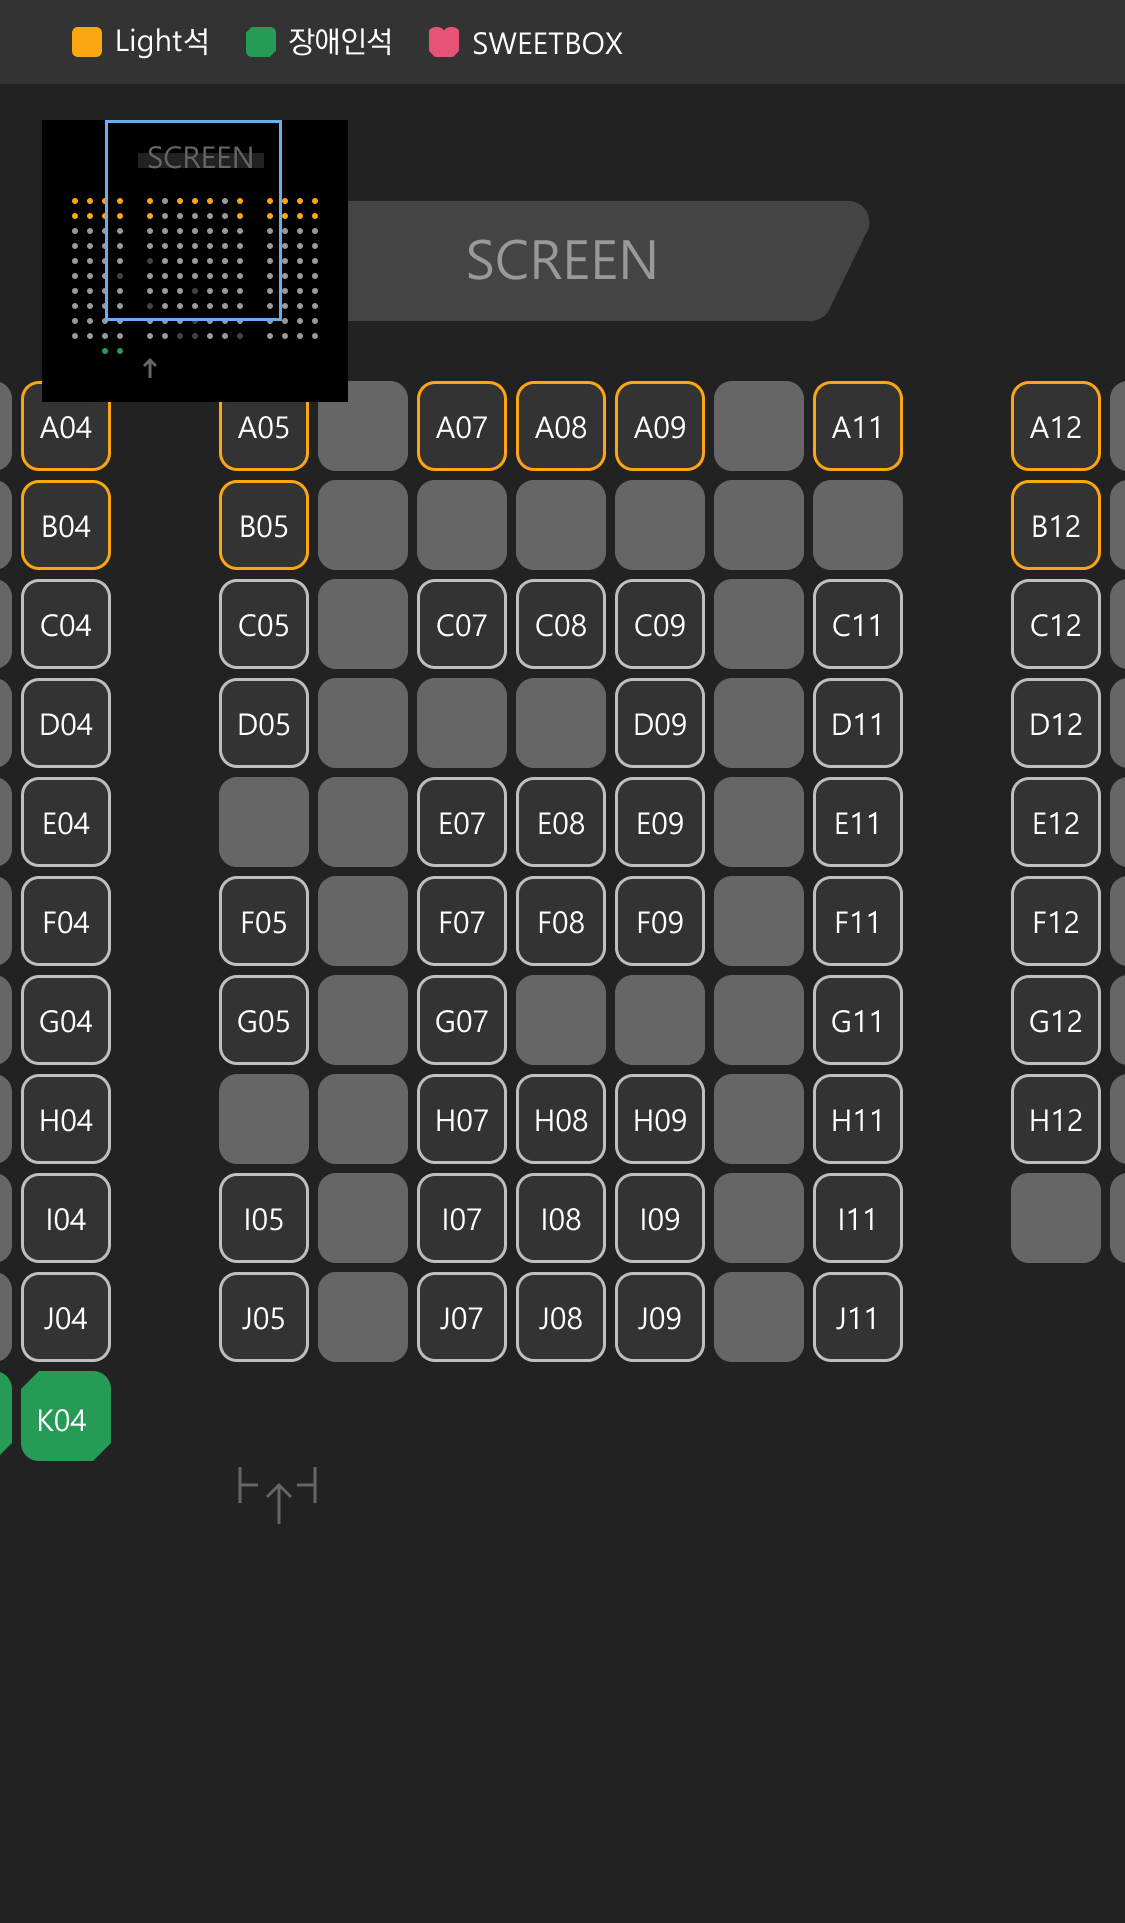 Light석 장애인석 SWEETBOX
SCREEN
SCREEN
A04 A05 A07 A08 A09 A11 A12
B04 B05 B12
C04 C05 C07 C08 C09 C11 C12
D04 D05 D09 D11 D12
E04 E07 E08 E09 E11 E12
F04 F05 F07 F08 F09 F11 F12
G04 G05 G07 G11 G12
H04 H07 H08 H09 H11 H12
I04 I05 I07 I08 I09 I11
J04 J05 J07 J08 J09 J11
K04